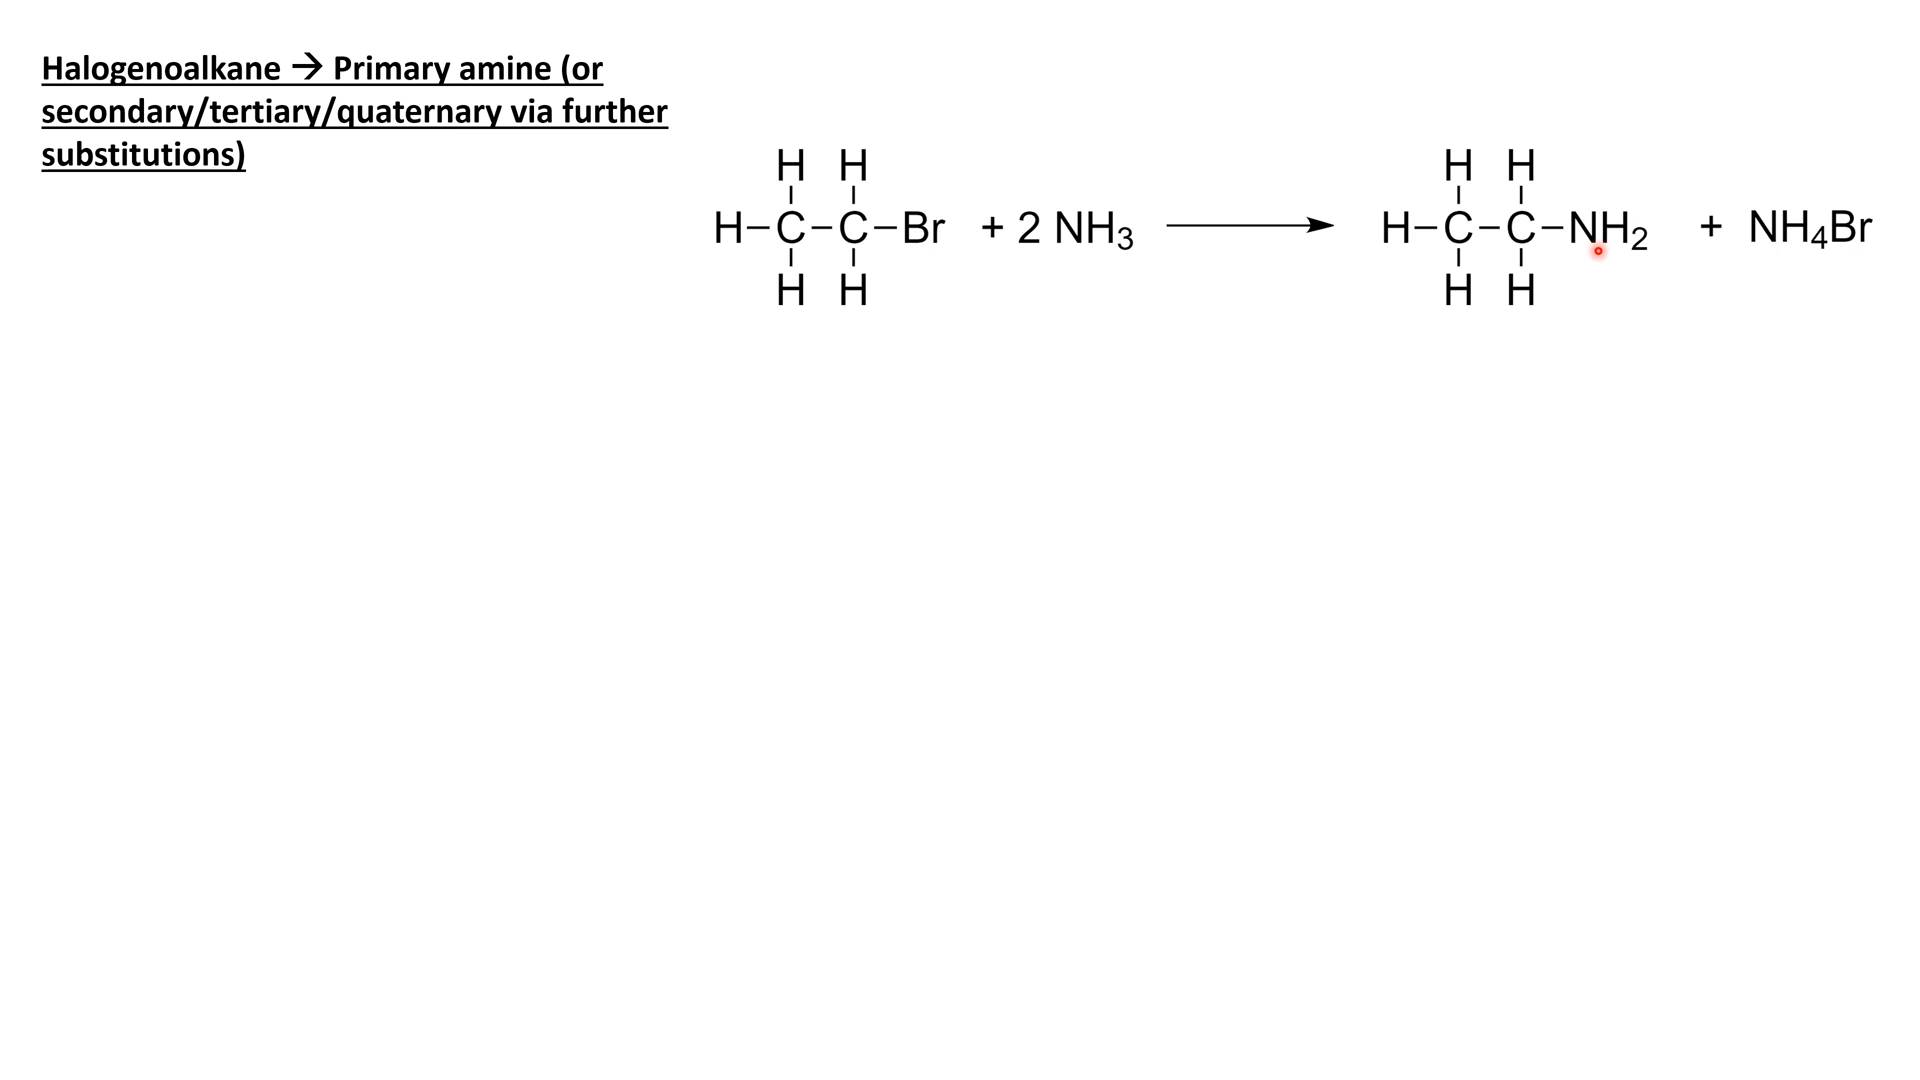 Halogenoalkane → Primary amine (or
secondary/tertiary/quaternary via further
substitutions)
H H
H–C–C–Br + 2 NH₃ ⟶ H–C–C–NH₂ + NH₄Br
H H
H H
H H